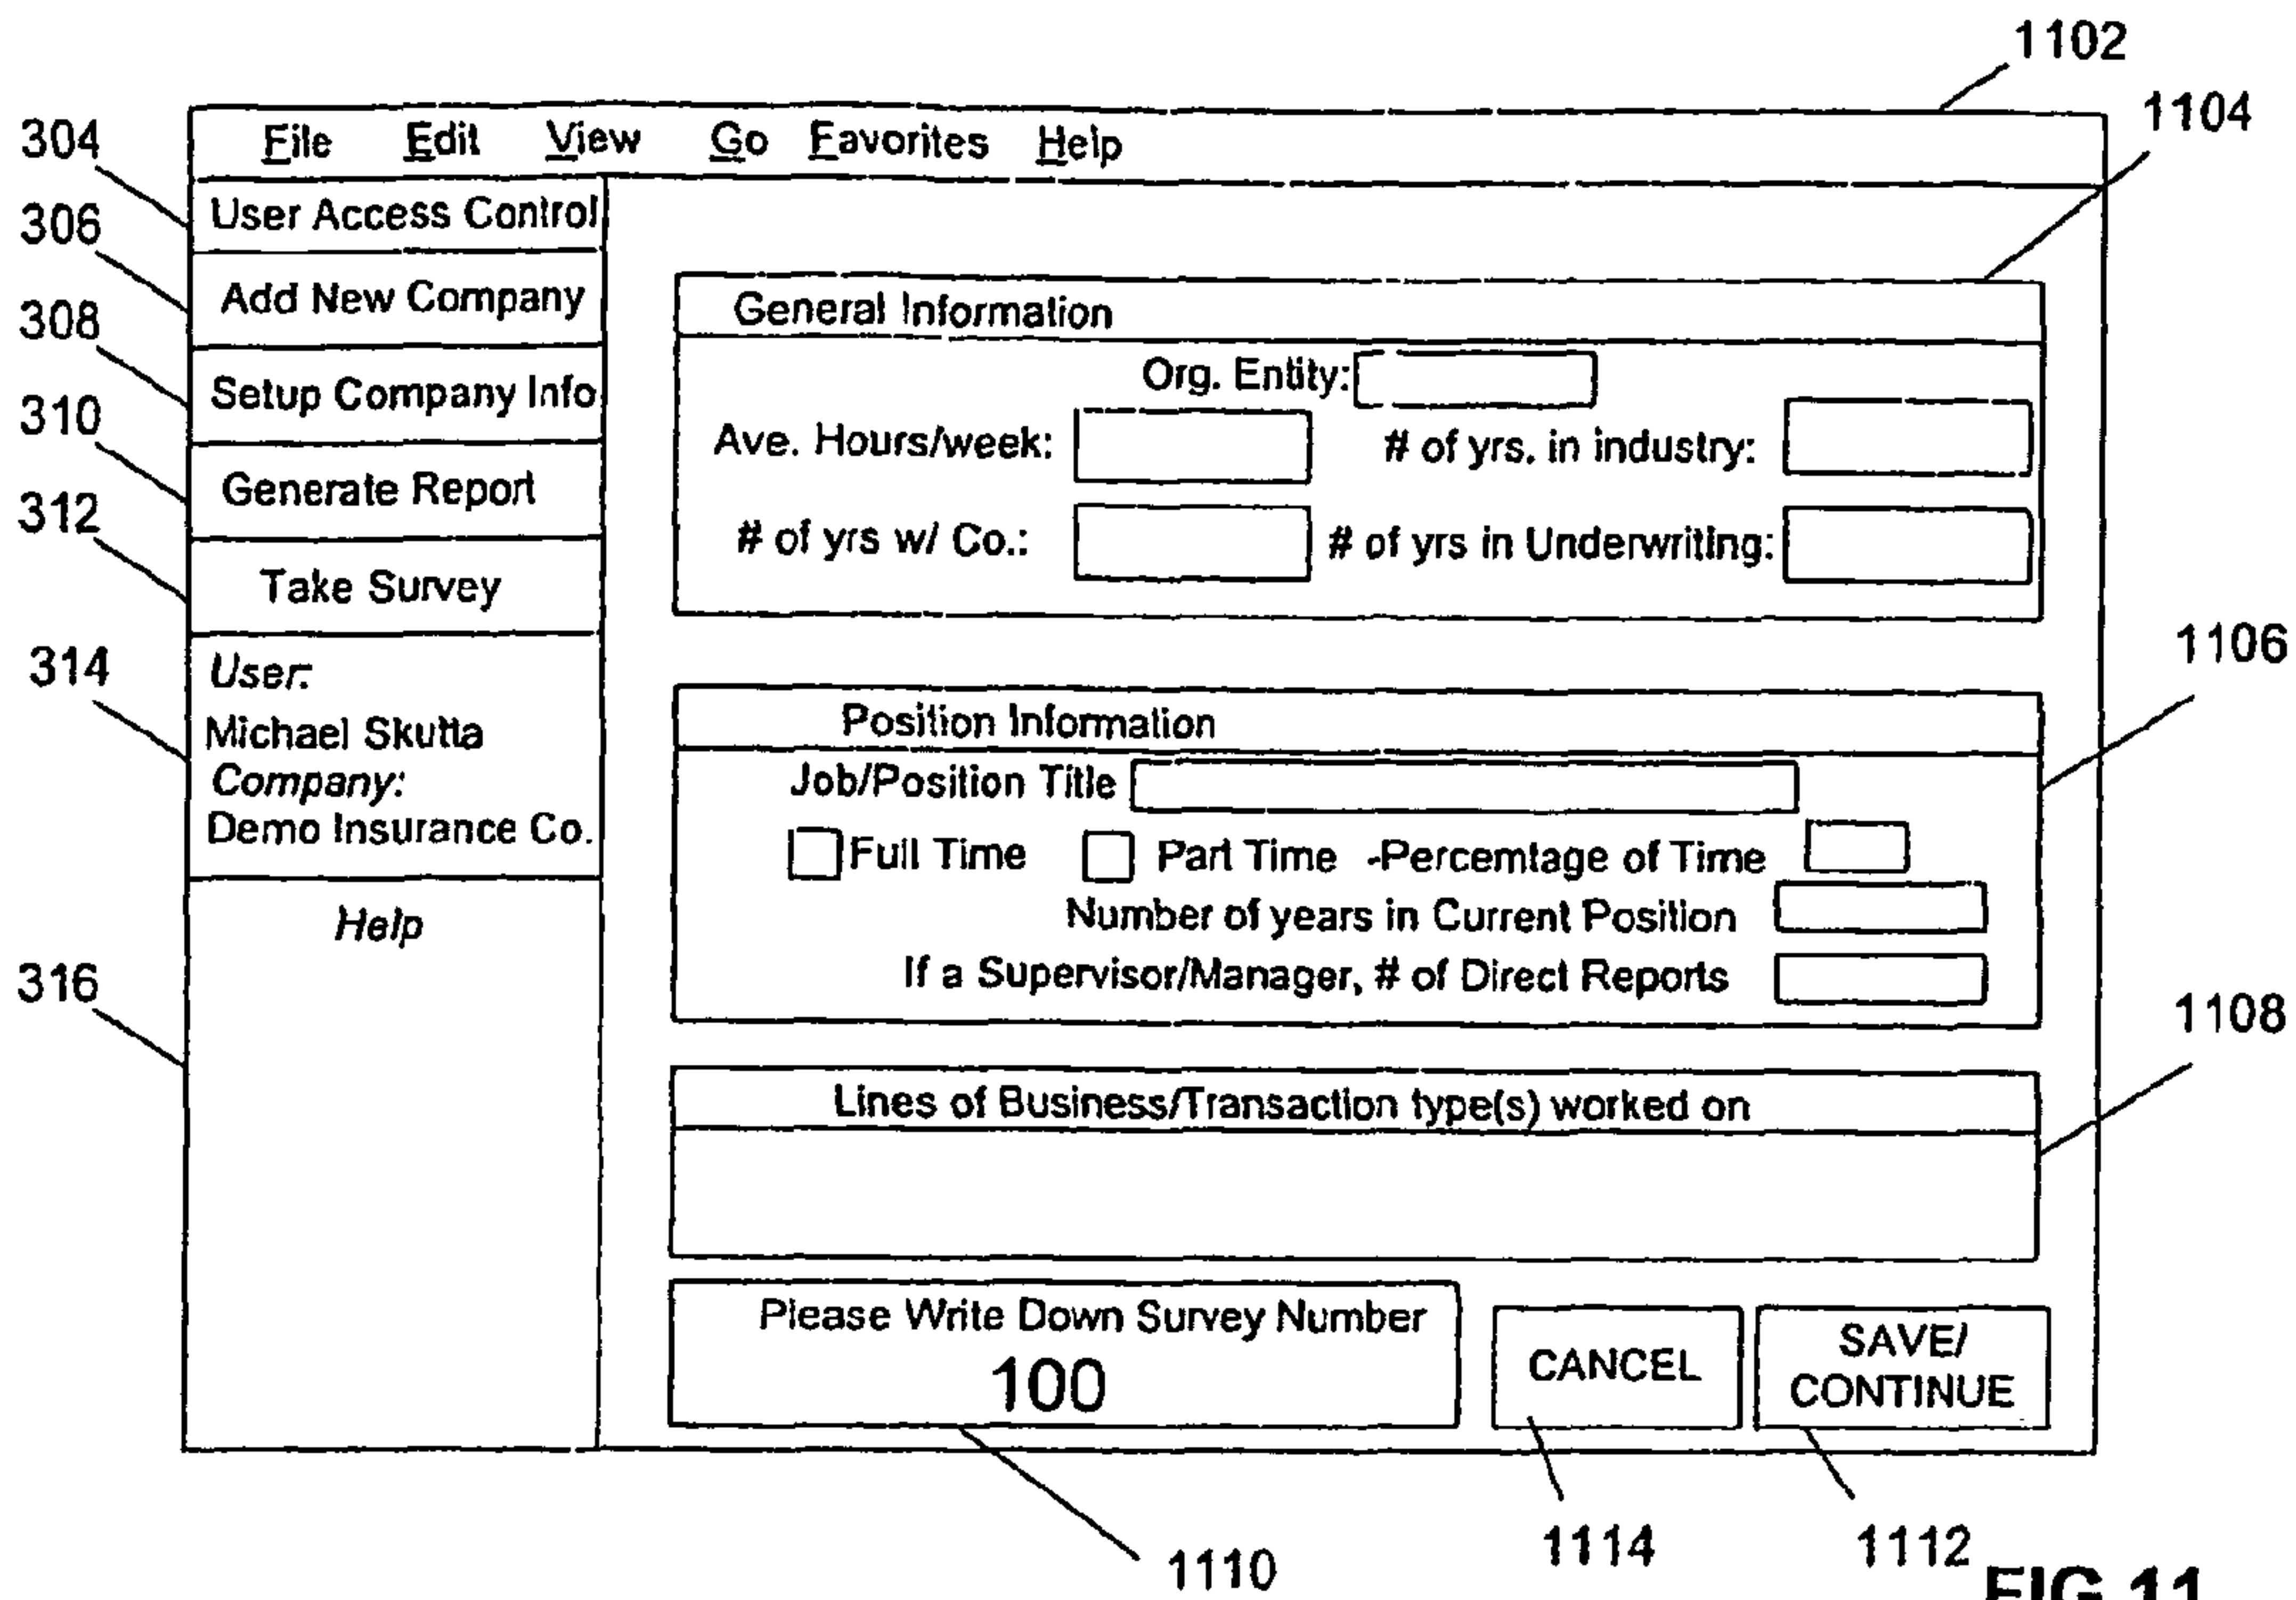 1102
1104
File Edit View Go Favorites Help
304
User Access Control
306
Add New Company
308
Setup Company Info
310
Generate Report
312
Take Survey
314
User:
Michael Skutta
Company:
Demo Insurance Co.
316
Help
General Information
Org. Entity:
Ave. Hours/week: # of yrs. in industry:
# of yrs w/ Co.: # of yrs in Underwriting:
1106
Position Information
Job/Position Title
Full Time Part Time -Percemtage of Time
Number of years in Current Position
If a Supervisor/Manager, # of Direct Reports
1108
Lines of Business/Transaction type(s) worked on
Please Write Down Survey Number
100
CANCEL
SAVE/
CONTINUE
1110
1114
1112
FIG 11